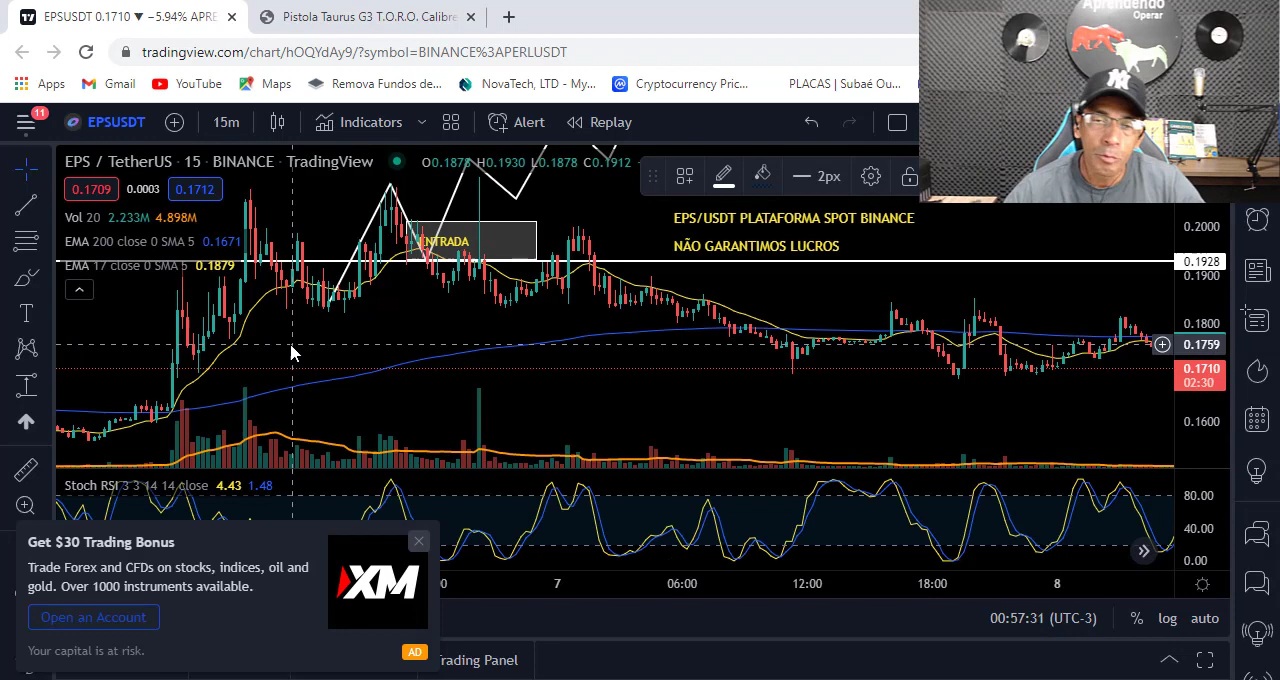 EPSUSDT 0.1710 ▼ −5.94% APRE
Pistola Taurus G3 T.O.R.O. Calibre
tradingview.com/chart/hOQYdAy9/?symbol=BINANCE%3APERLUSDT
Apps Gmail YouTube Maps Remova Fundos de... NovaTech, LTD - My... Cryptocurrency Pric... PLACAS | Subaé Ou...
Aprendendo
Operar
11 EPSUSDT 15m Indicators Alert Replay
EPS / TetherUS · 15 · BINANCE · TradingView O0.1878 H0.1930 L0.1878 C0.1912
2px
0.1709 0.0003 0.1712
Vol 20 2.233M 4.898M
EMA 200 close 0 SMA 5 0.1671
EMA 17 close 0 SMA 5 0.1879
ENTRADA
EPS/USDT PLATAFORMA SPOT BINANCE
NÃO GARANTIMOS LUCROS
0.2000
0.1928
0.1900
0.1800
0.1759
0.1710
02:30
0.1600
Stoch RSI 3 3 14 14 close 4.43 1.48
80.00
40.00
0.00
Get $30 Trading Bonus
Trade Forex and CFDs on stocks, indices, oil and
gold. Over 1000 instruments available.
Open an Account
Your capital is at risk.
XM
AD
7 06:00 12:00 18:00 8
00:57:31 (UTC-3) % log auto
Trading Panel